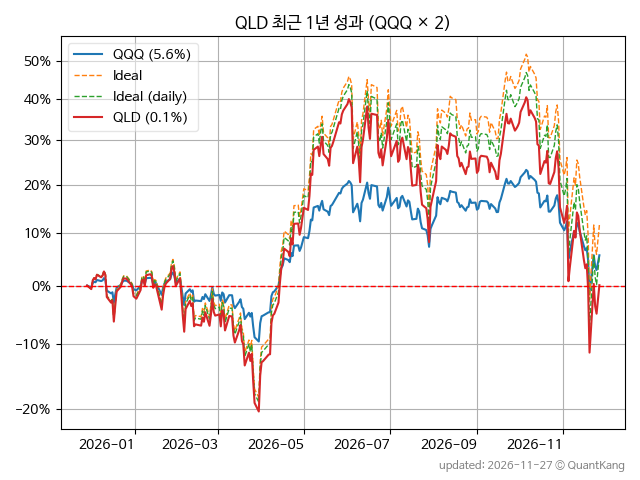 QLD 최근 1년 성과 (QQQ × 2)
QQQ (5.6%)
Ideal
Ideal (daily)
QLD (0.1%)
50%
40%
30%
20%
10%
0%
−10%
−20%
2026-01
2026-03
2026-05
2026-07
2026-09
2026-11
updated: 2026-11-27 © QuantKang